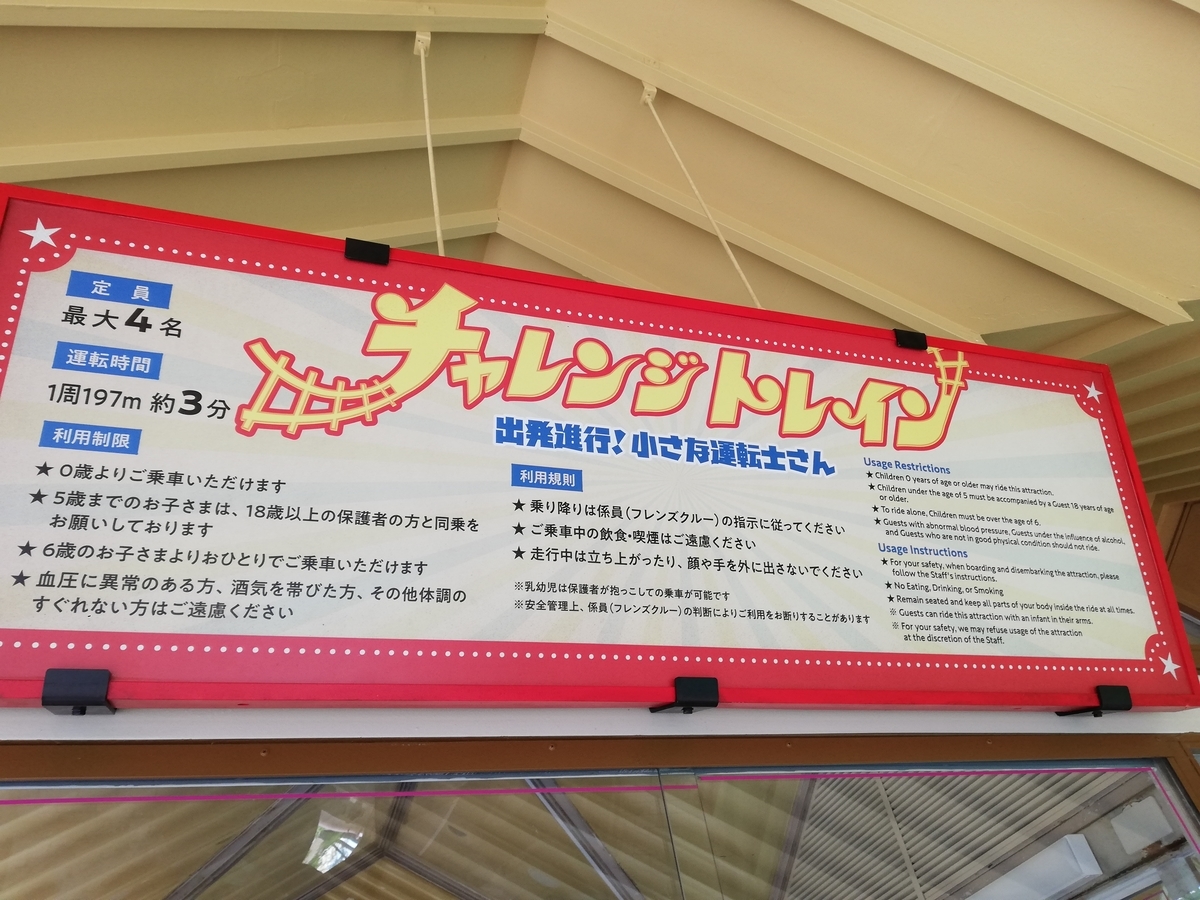 チャレンジトレイン
出発進行!小さな運転士さん
定員
最大4名
運転時間
1周197m 約3分
利用制限
★0歳よりご乗車いただけます
★5歳までのお子さまは、18歳以上の保護者の方と同乗を
お願いしております
★6歳のお子さまよりおひとりでご乗車いただけます
★血圧に異常のある方、酒気を帯びた方、その他体調の
すぐれない方はご遠慮ください
利用規則
★乗り降りは係員(フレンズクルー)の指示に従ってください
★ご乗車中の飲食・喫煙はご遠慮ください
★走行中は立ち上がったり、顔や手を外に出さないでください
※乳幼児は保護者が抱っこしての乗車が可能です
※安全管理上、係員(フレンズクルー)の判断によりご利用をお断りすることがあります
Usage Restrictions
★Children 0 years of age or older may ride this attraction.
★Children under the age of 5 must be accompanied by a Guest 18 years of age
or older.
★To ride alone, Children must be over the age of 6.
★Guests with abnormal blood pressure, Guests under the influence of alcohol,
and Guests who are not in good physical condition should not ride.
Usage Instructions
★For your safety, when boarding and disembarking the attraction, please
follow the Staff's instructions.
★No Eating, Drinking, or Smoking
★Remain seated and keep all parts of your body inside the ride at all times.
※Guests can ride this attraction with an infant in their arms.
※For your safety, we may refuse usage of the attraction
at the discretion of the Staff.